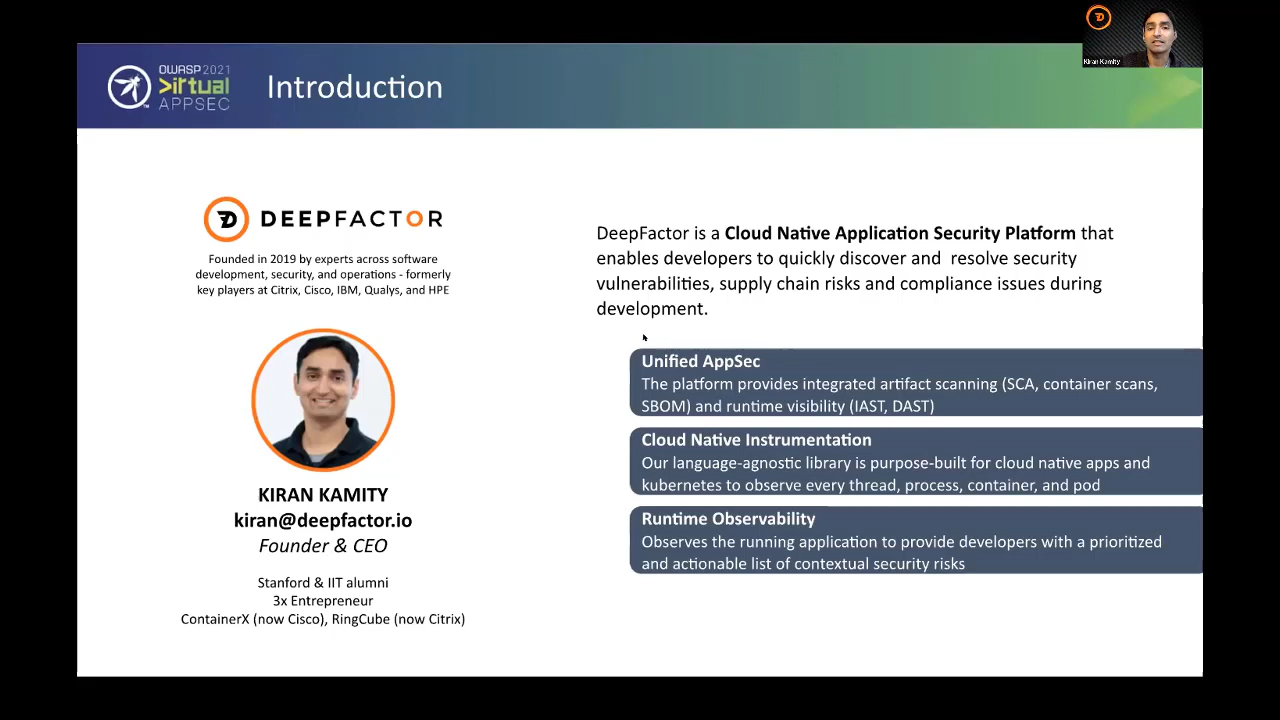 OWASP 2021
Virtual
APPSEC
Introduction
Kiran Kamity
DEEPFACTOR
Founded in 2019 by experts across software
development, security, and operations - formerly
key players at Citrix, Cisco, IBM, Qualys, and HPE
KIRAN KAMITY
kiran@deepfactor.io
Founder & CEO
Stanford & IIT alumni
3x Entrepreneur
ContainerX (now Cisco), RingCube (now Citrix)
DeepFactor is a Cloud Native Application Security Platform that
enables developers to quickly discover and resolve security
vulnerabilities, supply chain risks and compliance issues during
development.
Unified AppSec
The platform provides integrated artifact scanning (SCA, container scans,
SBOM) and runtime visibility (IAST, DAST)
Cloud Native Instrumentation
Our language-agnostic library is purpose-built for cloud native apps and
kubernetes to observe every thread, process, container, and pod
Runtime Observability
Observes the running application to provide developers with a prioritized
and actionable list of contextual security risks